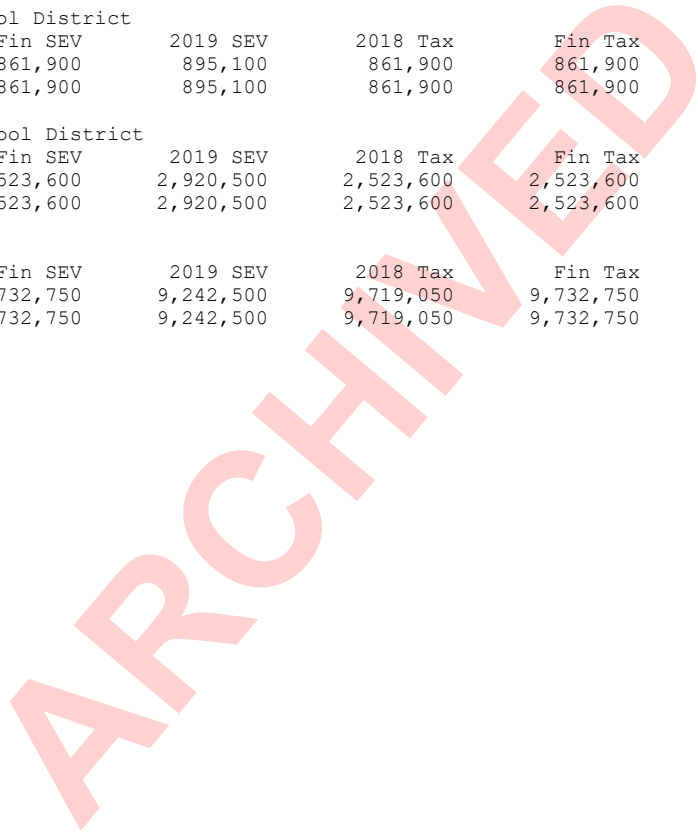 ol District
Fin SEV 2019 SEV 2018 Tax Fin Tax
861,900 895,100 861,900 861,900
861,900 895,100 861,900 861,900
ool District
Fin SEV 2019 SEV 2018 Tax Fin Tax
523,600 2,920,500 2,523,600 2,523,600
523,600 2,920,500 2,523,600 2,523,600
Fin SEV 2019 SEV 2018 Tax Fin Tax
732,750 9,242,500 9,719,050 9,732,750
732,750 9,242,500 9,719,050 9,732,750
ARCHIVED